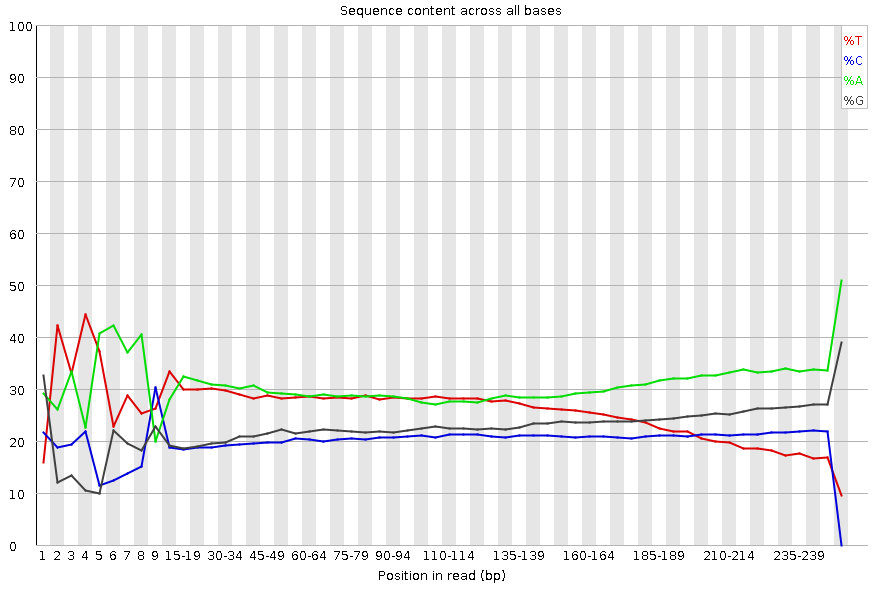 Sequence content across all bases
100
90
80
70
60
50
40
30
20
10
0
%T
%C
%A
%G
1 2 3 4 5 6 7 8 9 15-19 30-34 45-49 60-64 75-79 90-94 110-114 135-139 160-164 185-189 210-214 235-239
Position in read (bp)